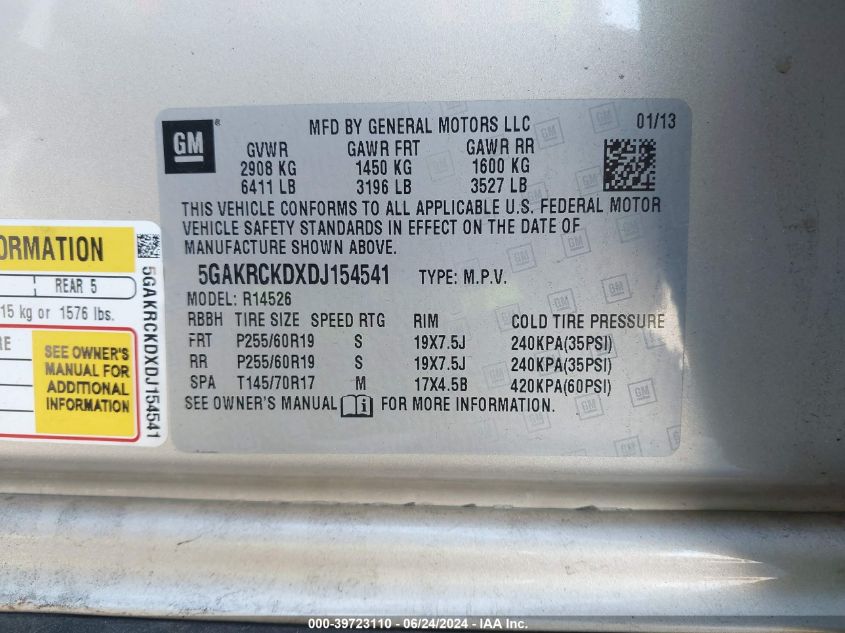 GM
®
MFD BY GENERAL MOTORS LLC 01/13
GVWR GAWR FRT GAWR RR
2908 KG 1450 KG 1600 KG
6411 LB 3196 LB 3527 LB
THIS VEHICLE CONFORMS TO ALL APPLICABLE U.S. FEDERAL MOTOR
VEHICLE SAFETY STANDARDS IN EFFECT ON THE DATE OF
MANUFACTURE SHOWN ABOVE.
5GAKRCKDXDJ154541 TYPE: M.P.V.
MODEL: R14526
RBBH TIRE SIZE SPEED RTG RIM COLD TIRE PRESSURE
FRT P255/60R19 S 19X7.5J 240KPA(35PSI)
RR P255/60R19 S 19X7.5J 240KPA(35PSI)
SPA T145/70R17 M 17X4.5B 420KPA(60PSI)
SEE OWNER'S MANUAL i FOR MORE INFORMATION.
ORMATION
REAR 5
15 kg or 1576 lbs.
RE
SEE OWNER'S
MANUAL FOR
ADDITIONAL
INFORMATION
5GAKRCKDXDJ154541
000-39723110 - 06/24/2024 - IAA Inc.